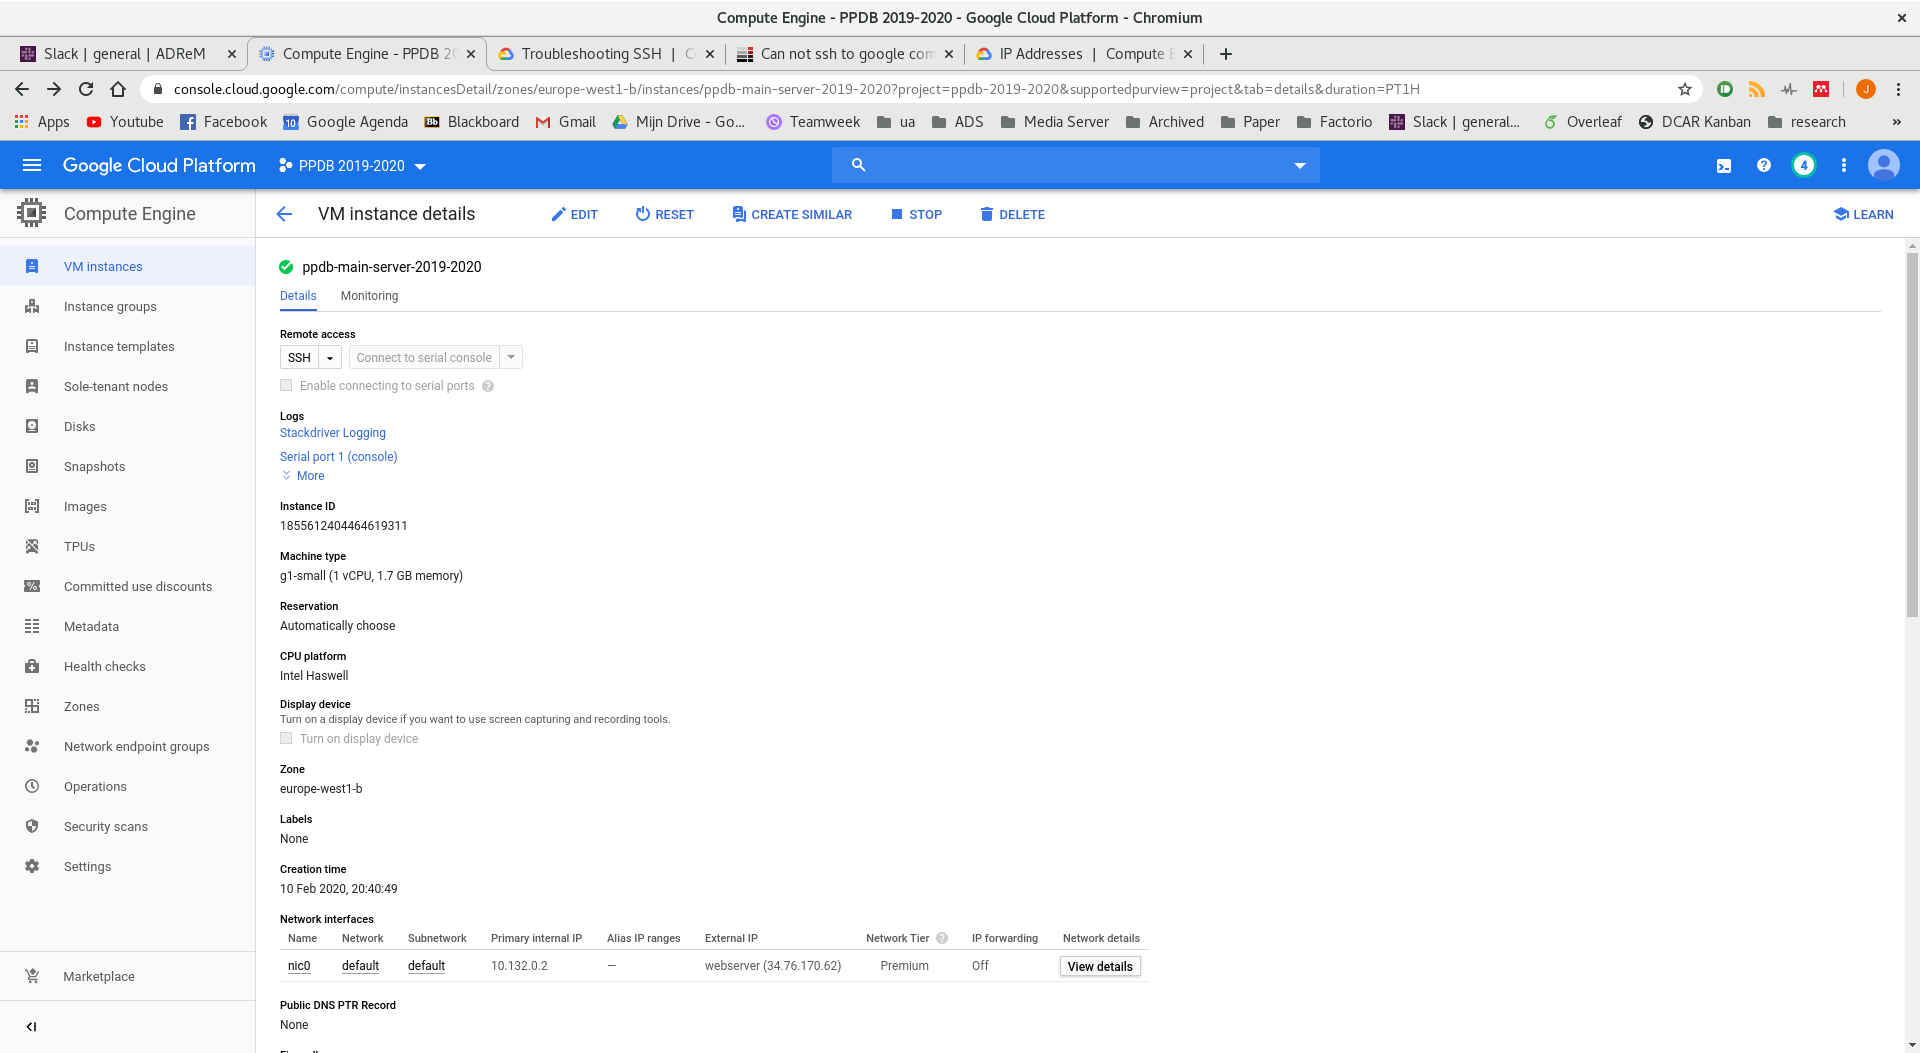 Compute Engine - PPDB 2019-2020 - Google Cloud Platform - Chromium
Slack | general | ADReM
Compute Engine - PPDB 20
Troubleshooting SSH | Co
Can not ssh to google com
IP Addresses | Compute E
console.cloud.google.com/compute/instancesDetail/zones/europe-west1-b/instances/ppdb-main-server-2019-2020?project=ppdb-2019-2020&supportedpurview=project&tab=details&duration=PT1H
J
Apps
Youtube
Facebook
10 Google Agenda
Bb Blackboard
Gmail
Mijn Drive - Go...
Teamweek
ua
ADS
Media Server
Archived
Paper
Factorio
Slack | general...
Overleaf
DCAR Kanban
research
»
Google Cloud Platform
PPDB 2019-2020
4
Compute Engine
VM instance details
EDIT
RESET
CREATE SIMILAR
STOP
DELETE
LEARN
VM instances
Instance groups
Instance templates
Sole-tenant nodes
Disks
Snapshots
Images
TPUs
Committed use discounts
Metadata
Health checks
Zones
Network endpoint groups
Operations
Security scans
Settings
Marketplace
ppdb-main-server-2019-2020
Details
Monitoring
Remote access
SSH
Connect to serial console
Enable connecting to serial ports
Logs
Stackdriver Logging
Serial port 1 (console)
More
Instance ID
1855612404464619311
Machine type
g1-small (1 vCPU, 1.7 GB memory)
Reservation
Automatically choose
CPU platform
Intel Haswell
Display device
Turn on a display device if you want to use screen capturing and recording tools.
Turn on display device
Zone
europe-west1-b
Labels
None
Creation time
10 Feb 2020, 20:40:49
Network interfaces
Name Network Subnetwork Primary internal IP Alias IP ranges External IP Network Tier IP forwarding Network details
nic0 default default 10.132.0.2 — webserver (34.76.170.62) Premium Off View details
Public DNS PTR Record
None